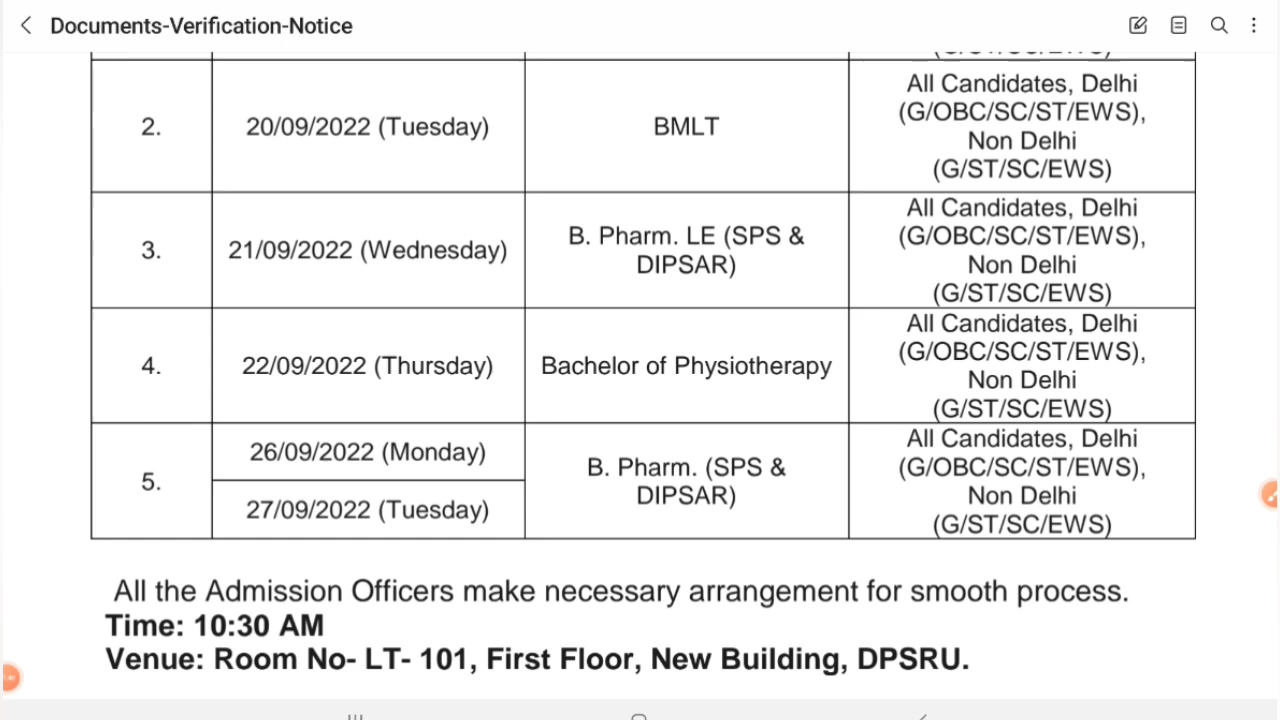 Documents-Verification-Notice
2.
20/09/2022 (Tuesday)
BMLT
All Candidates, Delhi
(G/OBC/SC/ST/EWS),
Non Delhi
(G/ST/SC/EWS)
3.
21/09/2022 (Wednesday)
B. Pharm. LE (SPS &
DIPSAR)
All Candidates, Delhi
(G/OBC/SC/ST/EWS),
Non Delhi
(G/ST/SC/EWS)
4.
22/09/2022 (Thursday)
Bachelor of Physiotherapy
All Candidates, Delhi
(G/OBC/SC/ST/EWS),
Non Delhi
(G/ST/SC/EWS)
5.
26/09/2022 (Monday)
27/09/2022 (Tuesday)
B. Pharm. (SPS &
DIPSAR)
All Candidates, Delhi
(G/OBC/SC/ST/EWS),
Non Delhi
(G/ST/SC/EWS)
All the Admission Officers make necessary arrangement for smooth process.
Time: 10:30 AM
Venue: Room No- LT- 101, First Floor, New Building, DPSRU.